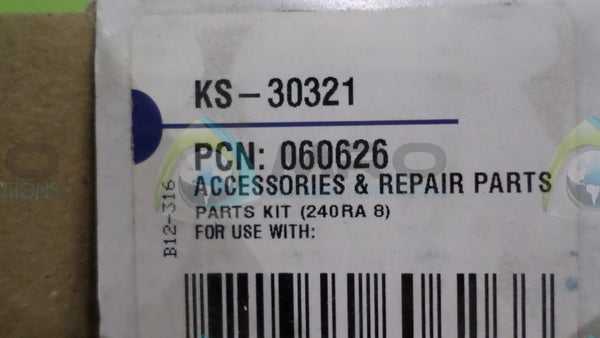 KS-30321
PCN: 060626
ACCESSORIES & REPAIR PARTS
PARTS KIT (240RA 8)
FOR USE WITH:
B12-316